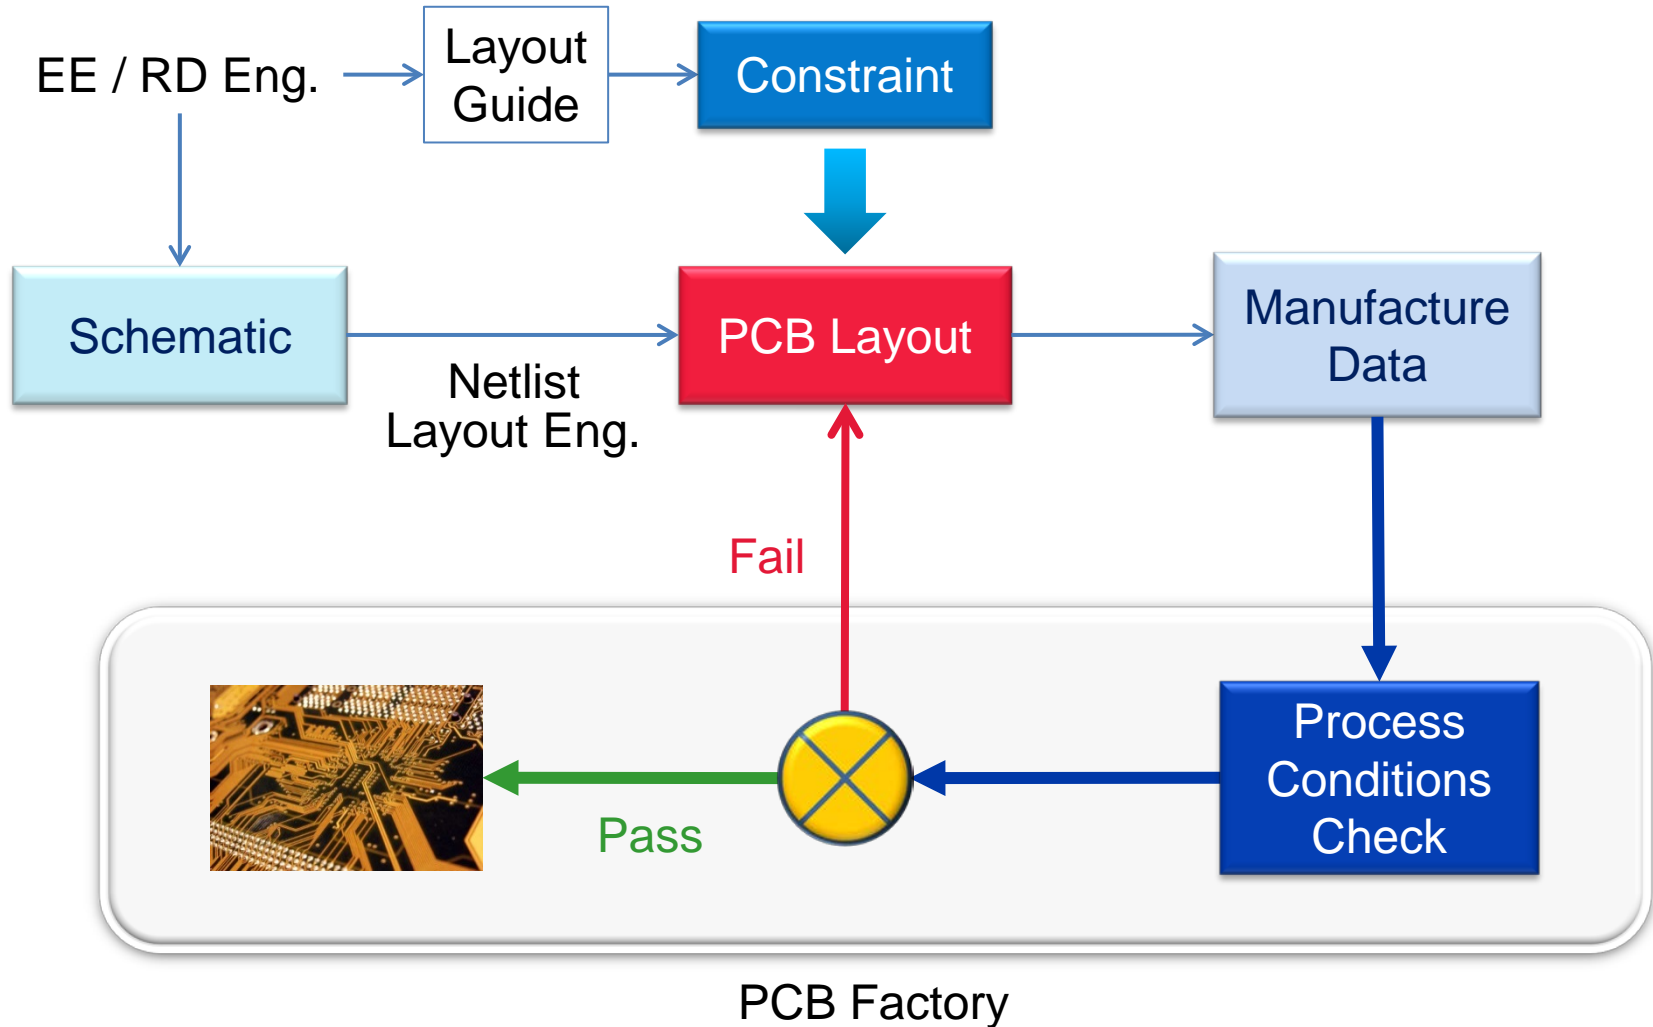 EE / RD Eng.
Layout
Guide
Constraint
Schematic
Netlist
Layout Eng.
PCB Layout
Manufacture
Data
Fail
Pass
Process
Conditions
Check
PCB Factory